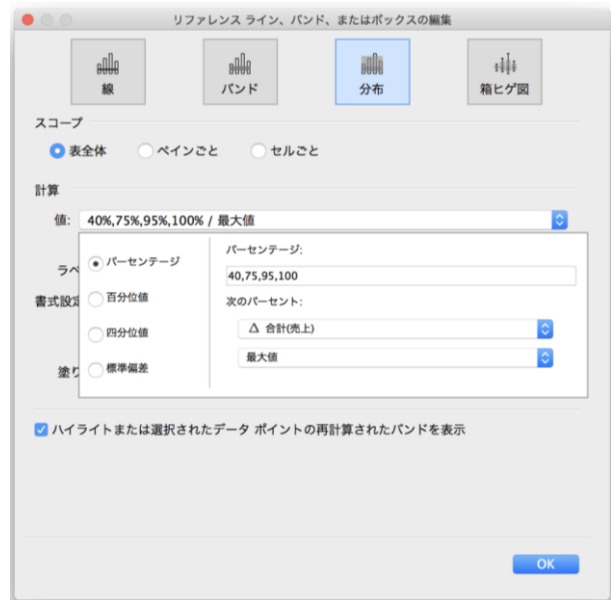 リファレンス ライン、バンド、またはボックスの編集
線
バンド
分布
箱ヒゲ図
スコープ
表全体
ペインごと
セルごと
計算
値: 40%,75%,95%,100% / 最大値
パーセンテージ
百分位値
四分位値
標準偏差
パーセンテージ:
40,75,95,100
次のパーセント:
Δ 合計(売上)
最大値
ラベ
書式設定
塗り
ハイライトまたは選択されたデータ ポイントの再計算されたバンドを表示
OK